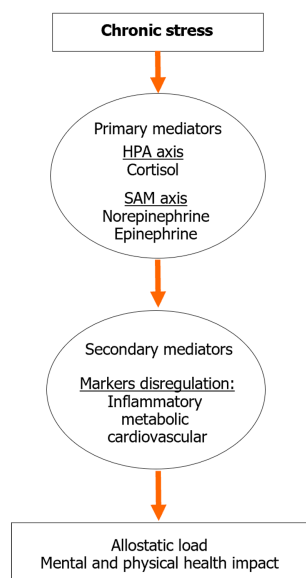 Chronic stress
Primary mediators
HPA axis
Cortisol
SAM axis
Norepinephrine
Epinephrine
Secondary mediators
Markers disregulation:
Inflammatory
metabolic
cardiovascular
Allostatic load
Mental and physical health impact